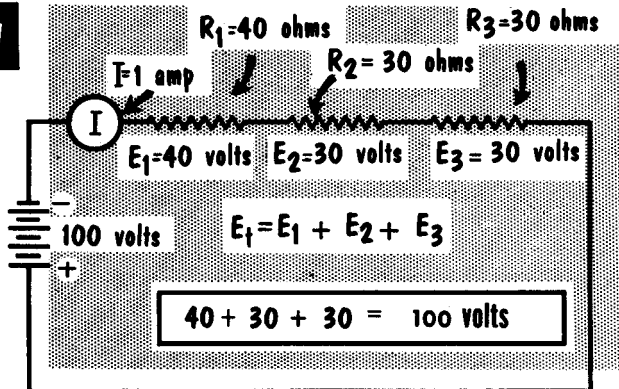 R₁=40 ohms
R₃=30 ohms
R₂= 30 ohms
I=1 amp
I
E₁=40 volts
E₂=30 volts
E₃= 30 volts
−
100 volts
+
Eₜ=E₁ + E₂+ E₃
40+ 30 + 30 = 100 volts